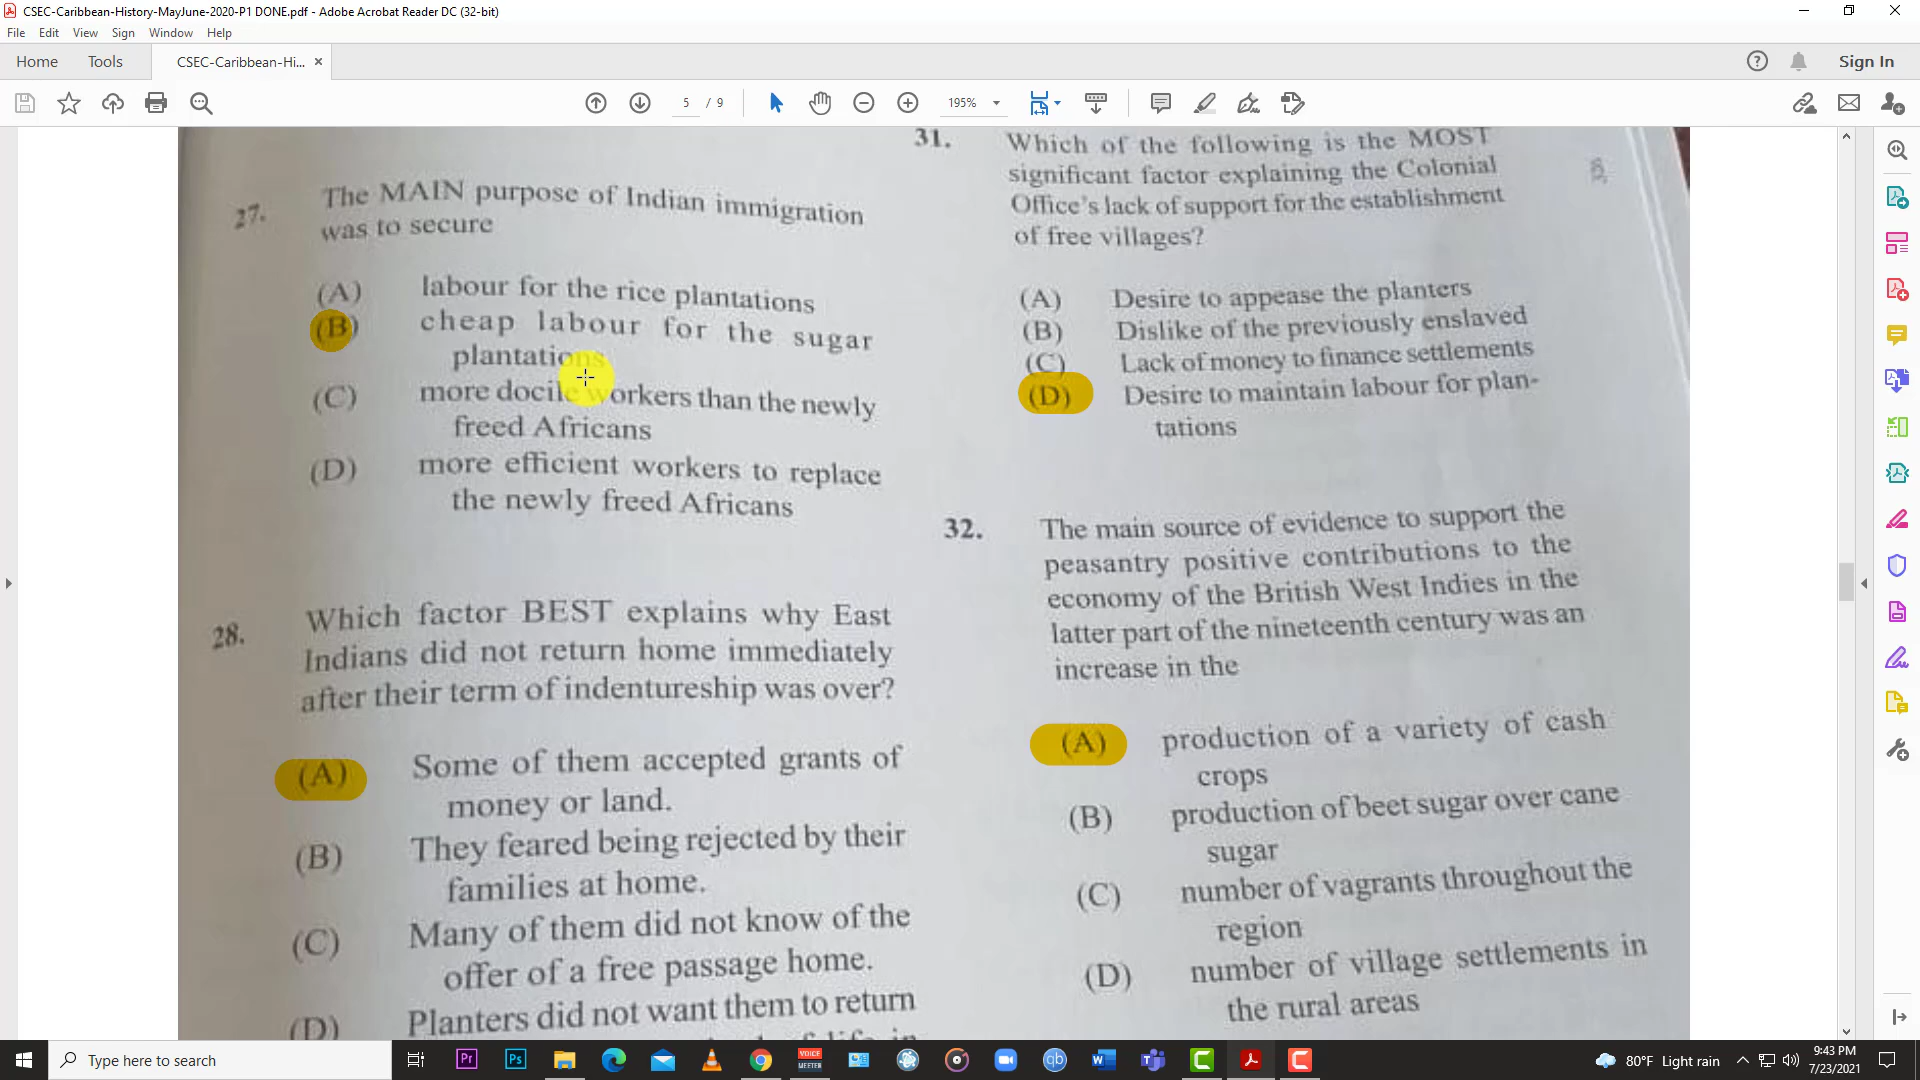 CSEC-Caribbean-History-MayJune-2020-P1 DONE.pdf - Adobe Acrobat Reader DC (32-bit)
File Edit View Sign Window Help
Home Tools CSEC-Caribbean-Hi... × Sign In
5 / 9 195%
27. The MAIN purpose of Indian immigration
was to secure
(A) labour for the rice plantations
(B) cheap labour for the sugar
plantations
(C) more docile workers than the newly
freed Africans
(D) more efficient workers to replace
the newly freed Africans
28. Which factor BEST explains why East
Indians did not return home immediately
after their term of indentureship was over?
(A) Some of them accepted grants of
money or land.
(B) They feared being rejected by their
families at home.
(C) Many of them did not know of the
offer of a free passage home.
(D) Planters did not want them to return
31. Which of the following is the MOST
significant factor explaining the Colonial
Office's lack of support for the establishment
of free villages?
(A) Desire to appease the planters
(B) Dislike of the previously enslaved
(C) Lack of money to finance settlements
(D) Desire to maintain labour for plan-
tations
32. The main source of evidence to support the
peasantry positive contributions to the
economy of the British West Indies in the
latter part of the nineteenth century was an
increase in the
(A) production of a variety of cash
crops
(B) production of beet sugar over cane
sugar
(C) number of vagrants throughout the
region
(D) number of village settlements in
the rural areas
Type here to search
Pr
Ps
VOICE
MEETER
qb
80°F Light rain
9:43 PM
7/23/2021